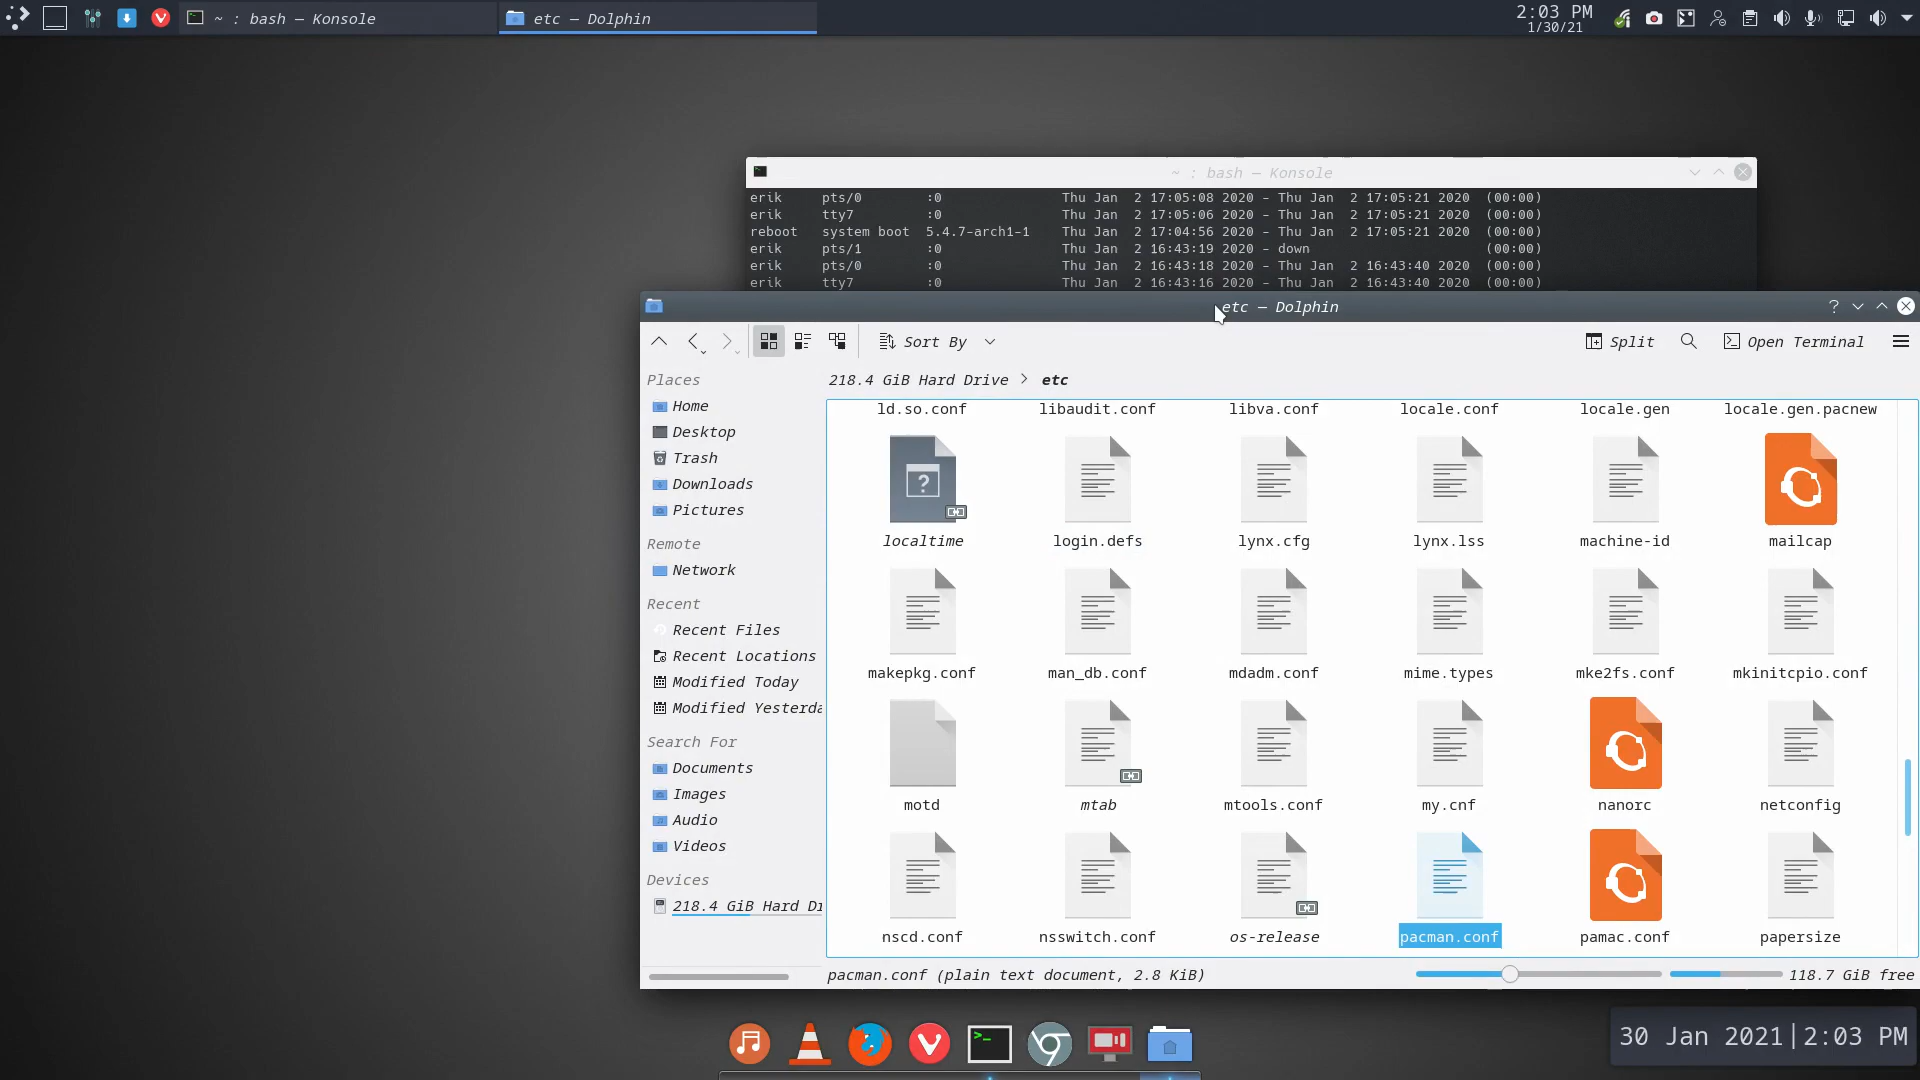 ~ : bash — Konsole
etc — Dolphin
2:03 PM
1/30/21
~ : bash — Konsole
erik pts/0 :0 Thu Jan 2 17:05:08 2020 - Thu Jan 2 17:05:21 2020 (00:00)
erik tty7 :0 Thu Jan 2 17:05:06 2020 - Thu Jan 2 17:05:21 2020 (00:00)
reboot system boot 5.4.7-arch1-1 Thu Jan 2 17:04:56 2020 - Thu Jan 2 17:05:21 2020 (00:00)
erik pts/1 :0 Thu Jan 2 16:43:19 2020 - down (00:00)
erik pts/0 :0 Thu Jan 2 16:43:18 2020 - Thu Jan 2 16:43:40 2020 (00:00)
erik tty7 :0 Thu Jan 2 16:43:16 2020 - Thu Jan 2 16:43:40 2020 (00:00)
etc — Dolphin
Sort By
Split
Open Terminal
218.4 GiB Hard Drive > etc
Places
Home
Desktop
Trash
Downloads
Pictures
Remote
Network
Recent
Recent Files
Recent Locations
Modified Today
Modified Yesterda
Search For
Documents
Images
Audio
Videos
Devices
218.4 GiB Hard Dr
ld.so.conf libaudit.conf libva.conf locale.conf locale.gen locale.gen.pacnew
localtime login.defs lynx.cfg lynx.lss machine-id mailcap
makepkg.conf man_db.conf mdadm.conf mime.types mke2fs.conf mkinitcpio.conf
motd mtab mtools.conf my.cnf nanorc netconfig
nscd.conf nsswitch.conf os-release pacman.conf pamac.conf papersize
pacman.conf (plain text document, 2.8 KiB)
118.7 GiB free
30 Jan 2021|2:03 PM